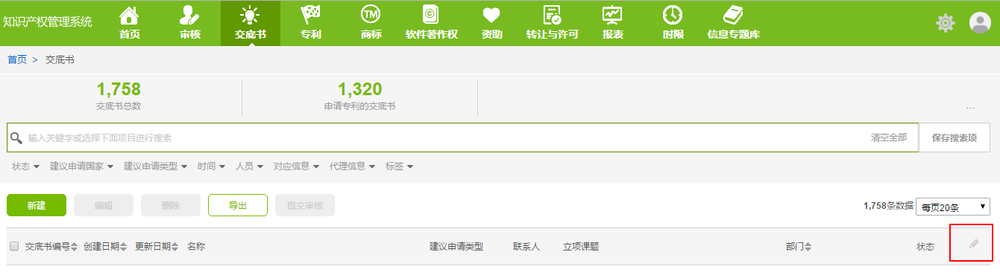 知识产权管理系统
首页 审核 交底书 专利 商标 软件著作权 资助 转让与许可 报表 时限 信息专题库
首页 > 交底书
1,758 1,320
交底书总数 申请专利的交底书 ...
输入关键字或选择下面项目进行搜索 清空全部 保存搜索项
状态 建议申请国家 建议申请类型 时间 人员 对应信息 代理信息 标签
新建 编辑 删除 导出 提交审核 1,758条数据 每页20条
交底书编号 创建日期 更新日期 名称 建议申请类型 联系人 立项课题 部门 状态